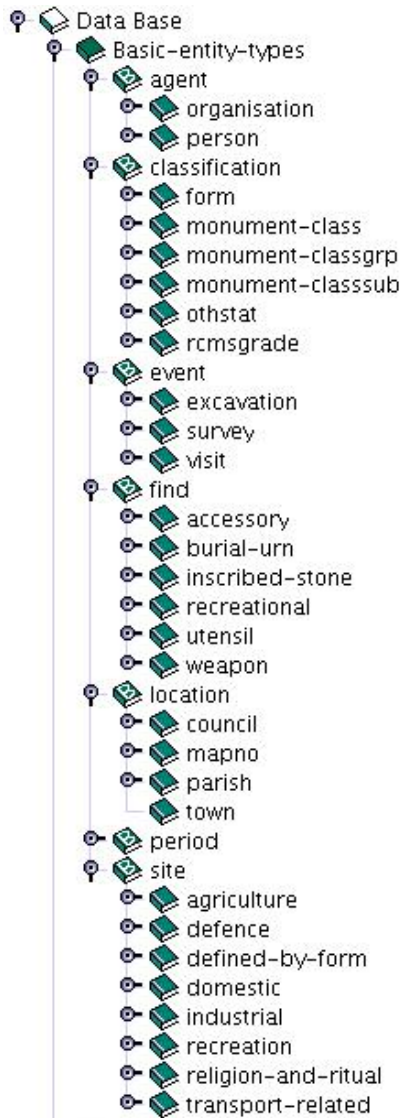 Data Base
Basic-entity-types
agent
organisation
person
classification
form
monument-class
monument-classgrp
monument-classsub
othstat
rcmsgrade
event
excavation
survey
visit
find
accessory
burial-urn
inscribed-stone
recreational
utensil
weapon
location
council
mapno
parish
town
period
site
agriculture
defence
defined-by-form
domestic
industrial
recreation
religion-and-ritual
transport-related